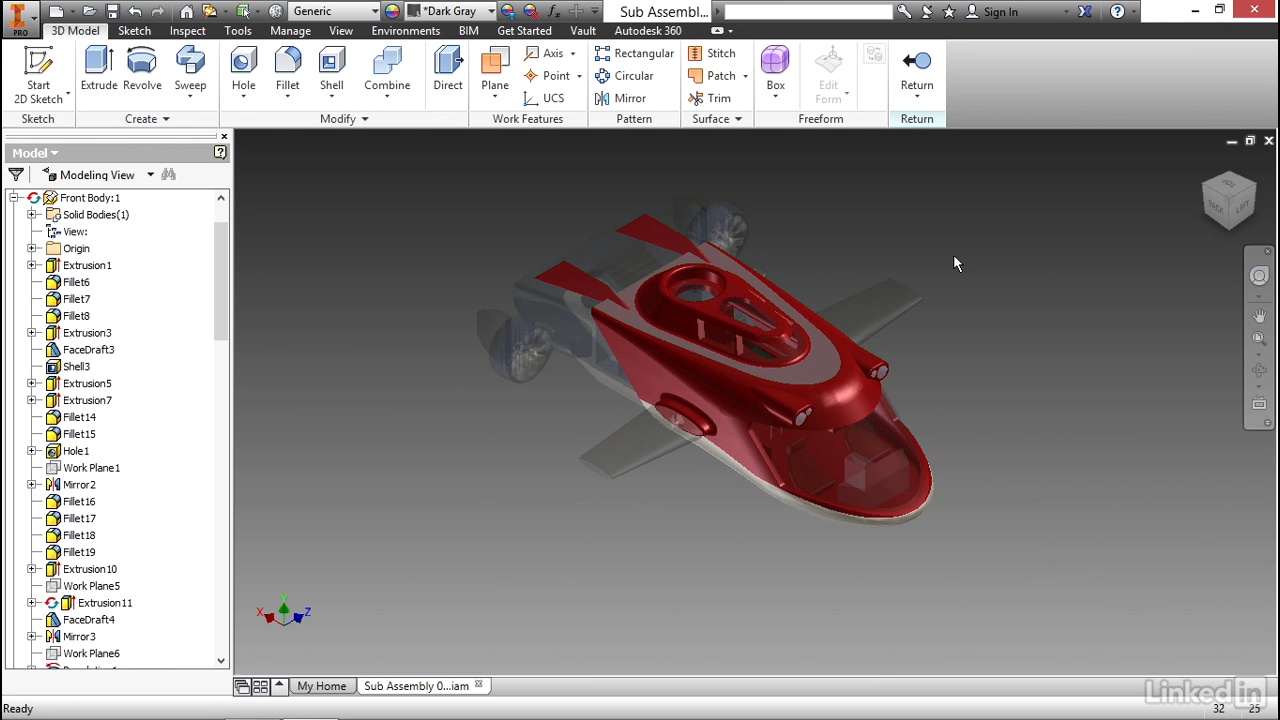 Generic
*Dark Gray
Sub Assembl...
Sign In
PRO
3D Model
Sketch
Inspect
Tools
Manage
View
Environments
BIM
Get Started
Vault
Autodesk 360
Start
2D Sketch
Extrude
Revolve
Sweep
Hole
Fillet
Shell
Combine
Direct
Plane
Axis
Point
UCS
Rectangular
Circular
Mirror
Stitch
Patch
Trim
Box
Edit
Form
Return
Sketch
Create
Modify
Work Features
Pattern
Surface
Freeform
Return
Model
Modeling View
Front Body:1
Solid Bodies(1)
View:
Origin
Extrusion1
Fillet6
Fillet7
Fillet8
Extrusion3
FaceDraft3
Shell3
Extrusion5
Extrusion7
Fillet14
Fillet15
Hole1
Work Plane1
Mirror2
Fillet16
Fillet17
Fillet18
Fillet19
Extrusion10
Work Plane5
Extrusion11
FaceDraft4
Mirror3
Work Plane6
LEFT
X
Y
Z
My Home
Sub Assembly 0...iam
Ready
32
25
Linked in